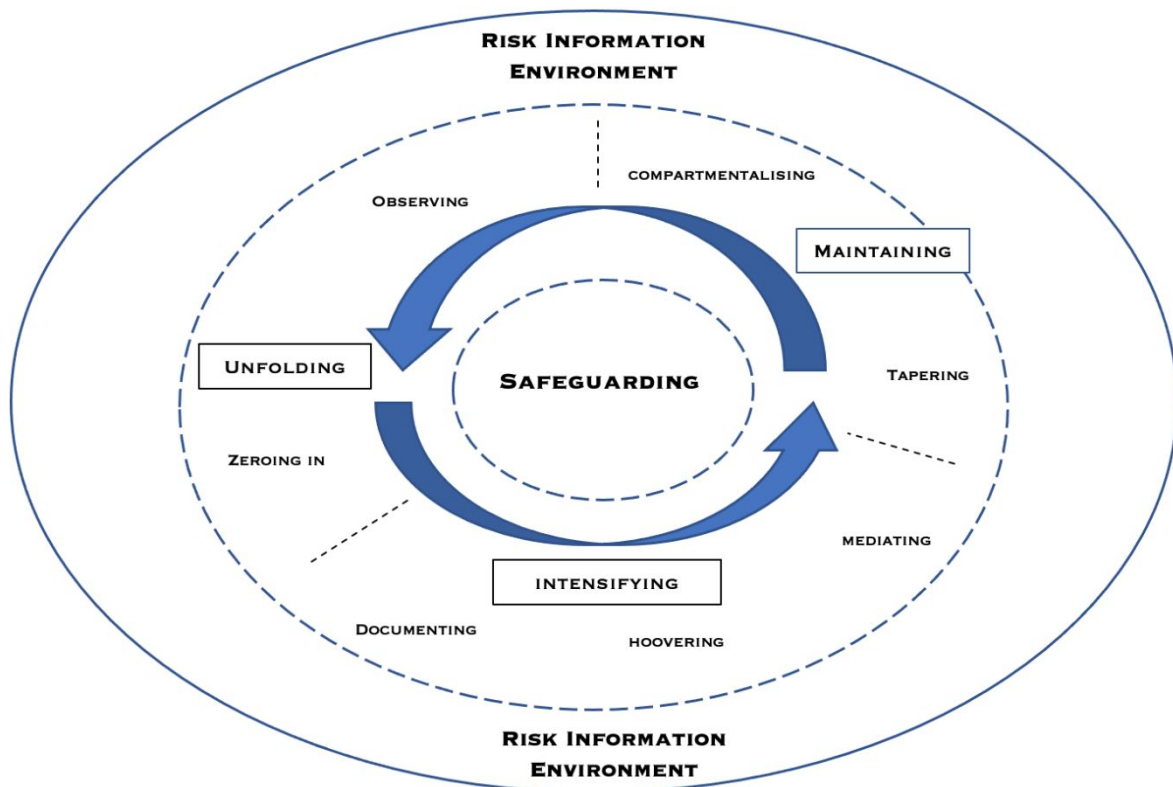 Risk Information
Environment
compartmentalising
Observing
Maintaining
Unfolding
Safeguarding
Tapering
Zeroing in
mediating
intensifying
Documenting
hoovering
Risk Information
Environment